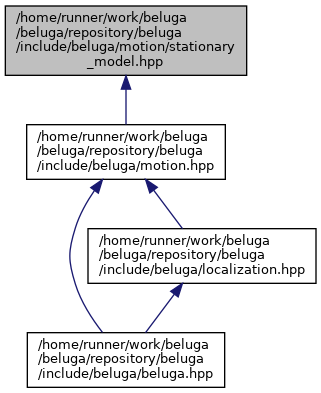 /home/runner/work/beluga
/beluga/repository/beluga
/include/beluga/motion/stationary
_model.hpp
/home/runner/work/beluga
/beluga/repository/beluga
/include/beluga/motion.hpp
/home/runner/work/beluga
/beluga/repository/beluga
/include/beluga/localization.hpp
/home/runner/work/beluga
/beluga/repository/beluga
/include/beluga/beluga.hpp